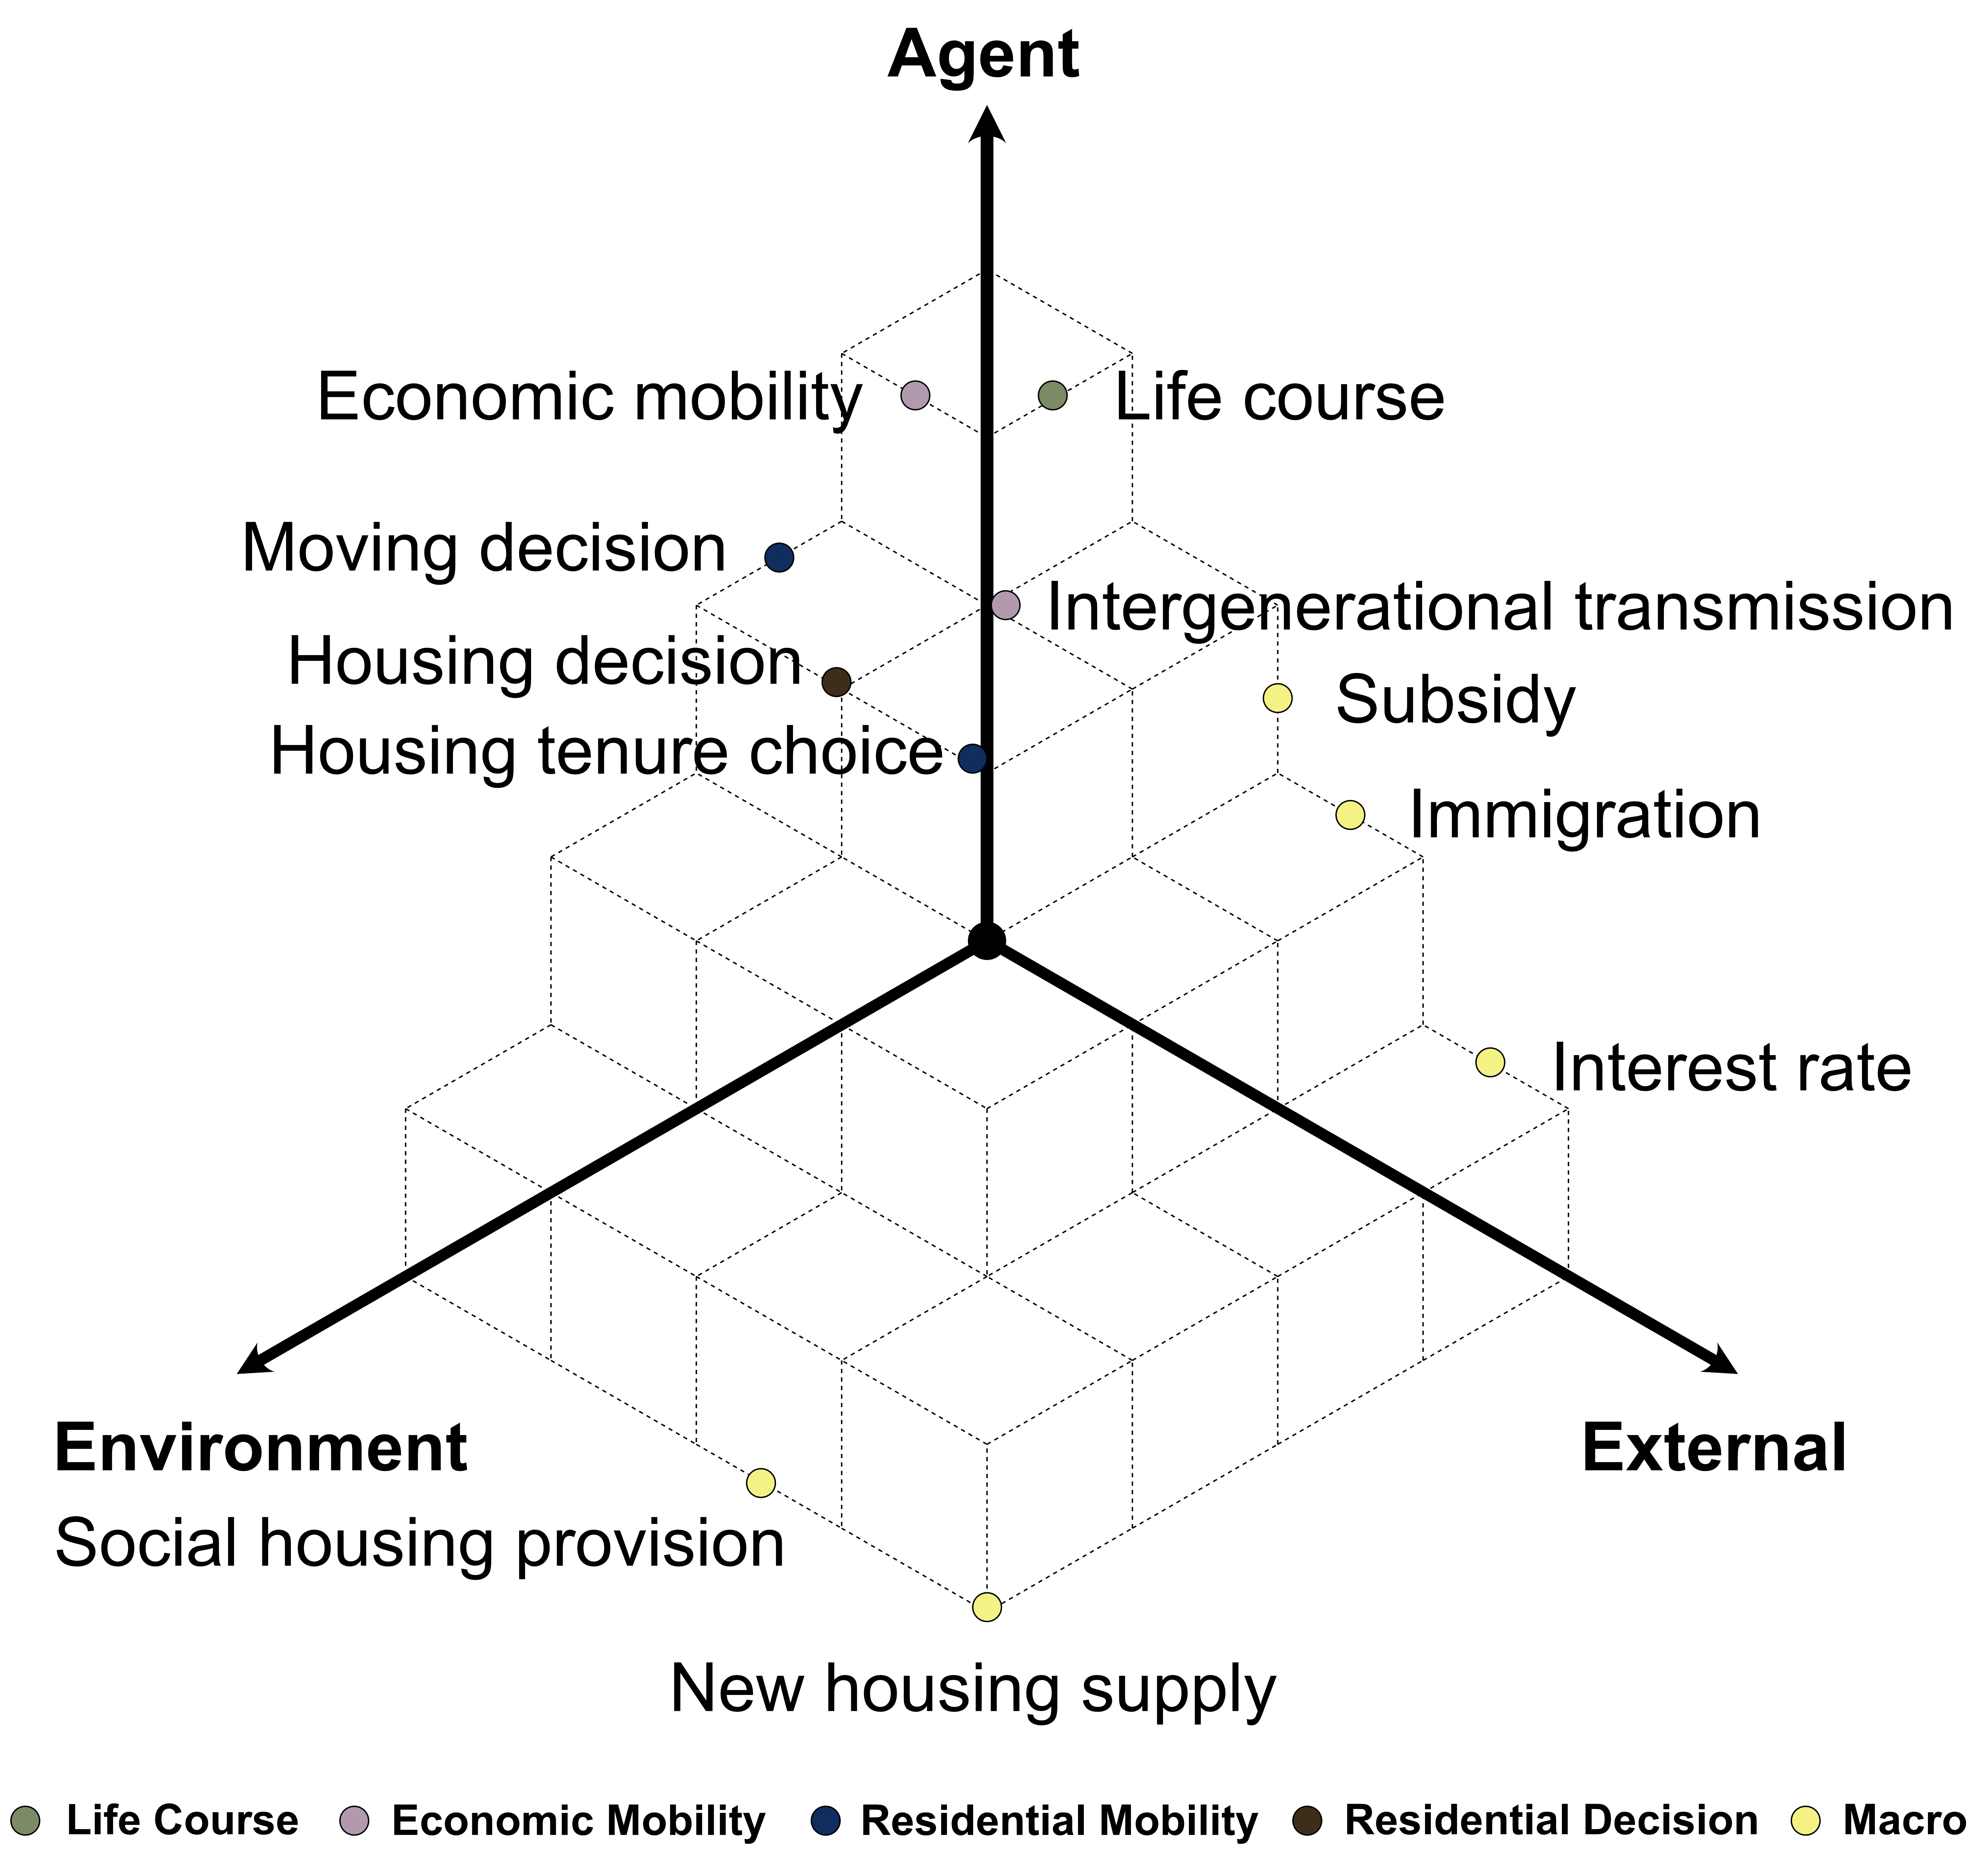 Agent
Economic mobility
Life course
Moving decision
Intergenerational transmission
Housing decision
Subsidy
Housing tenure choice
Immigration
Interest rate
Environment
External
Social housing provision
New housing supply
Life Course
Economic Mobility
Residential Mobility
Residential Decision
Macro